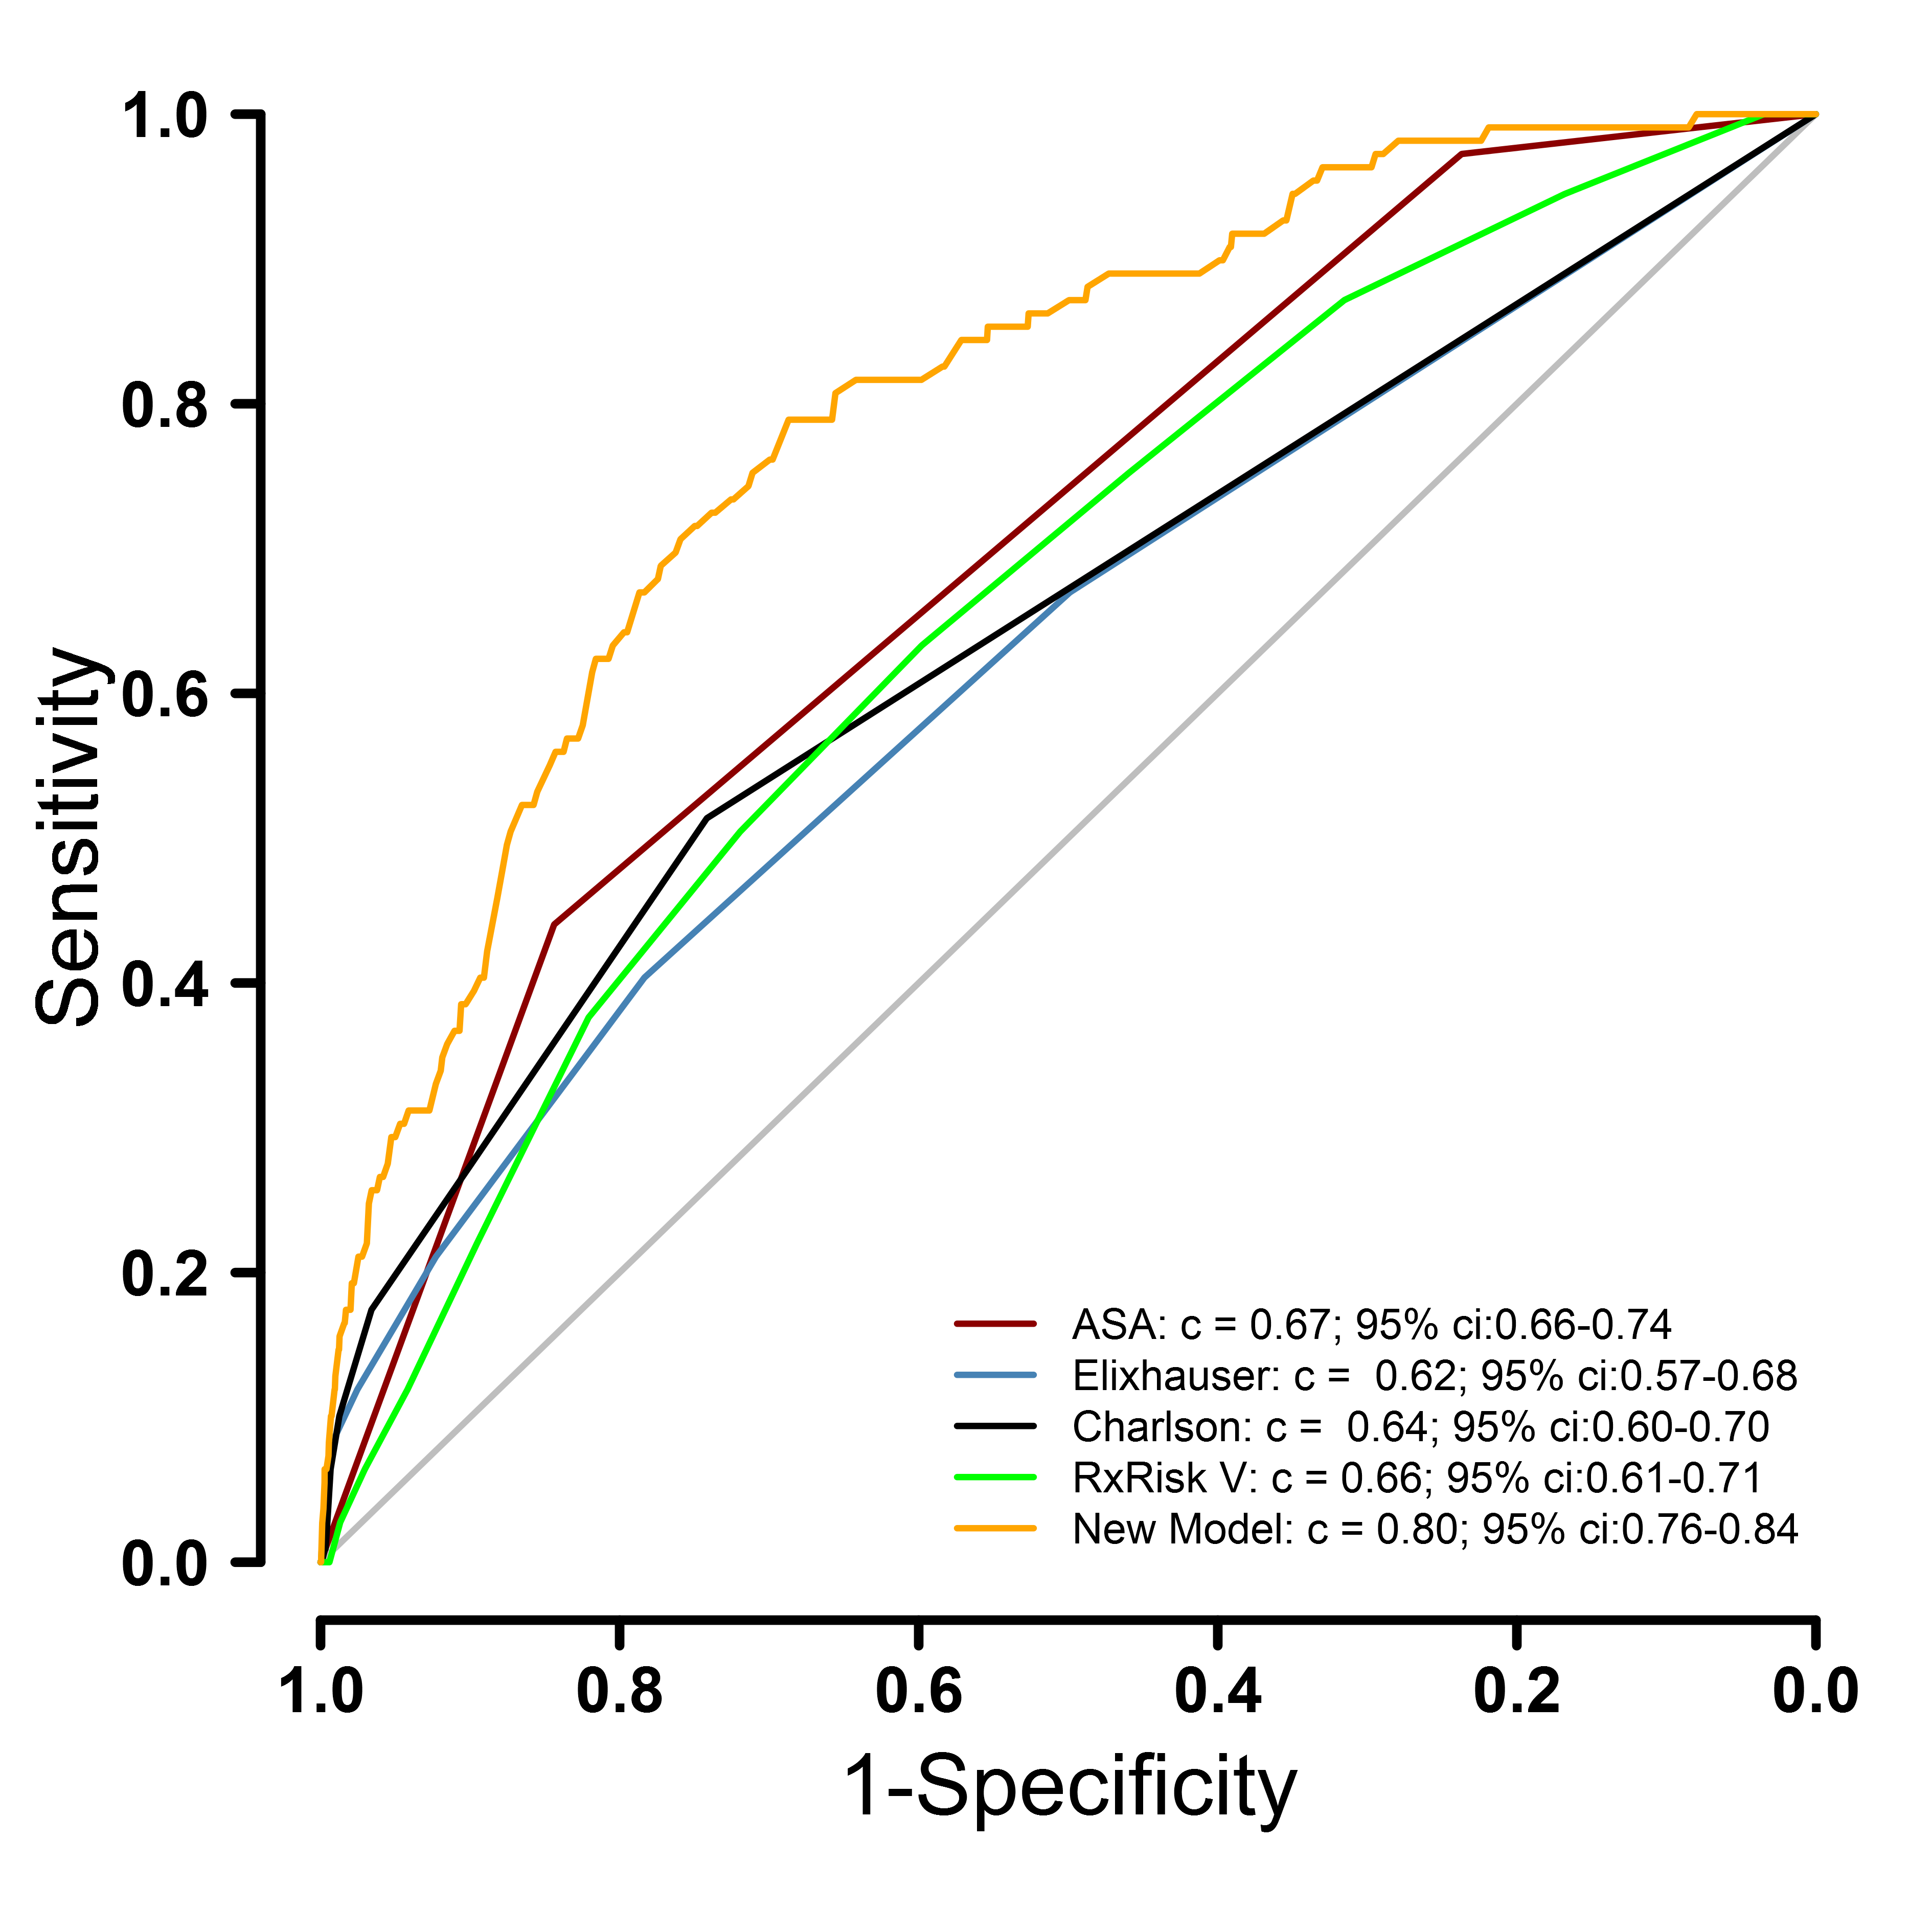 1.0
0.8
0.6
0.4
0.2
0.0
Sensitivity
ASA: c = 0.67; 95% ci:0.66-0.74
Elixhauser: c =  0.62; 95% ci:0.57-0.68
Charlson: c =  0.64; 95% ci:0.60-0.70
RxRisk V: c = 0.66; 95% ci:0.61-0.71
New Model: c = 0.80; 95% ci:0.76-0.84
1.0 0.8 0.6 0.4 0.2 0.0
1-Specificity